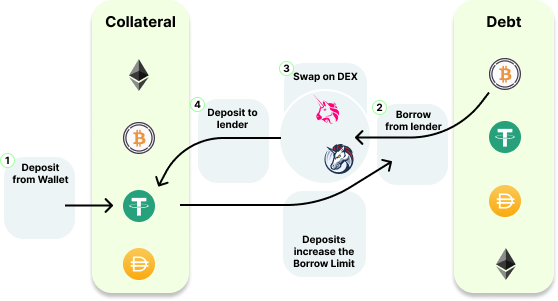 Collateral
Debt
1
Deposit
from Wallet
4
Deposit to
lender
3
Swap on DEX
2
Borrow
from lender
Deposits
increase the
Borrow Limit